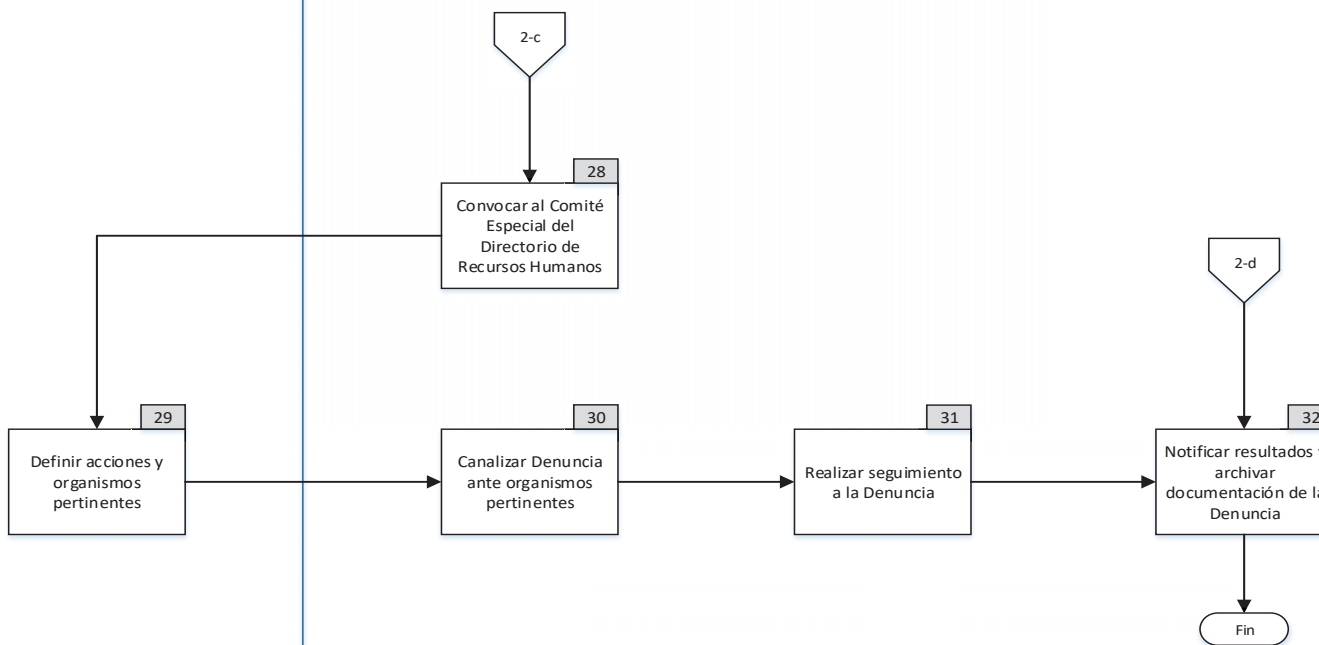 2-c
28
Convocar al Comité
Especial del
Directorio de
Recursos Humanos
2-d
29
Definir acciones y
organismos
pertinentes
30
Canalizar Denuncia
ante organismos
pertinentes
31
Realizar seguimiento
a la Denuncia
32
Notificar resultados
archivar
documentación de la
Denuncia
Fin